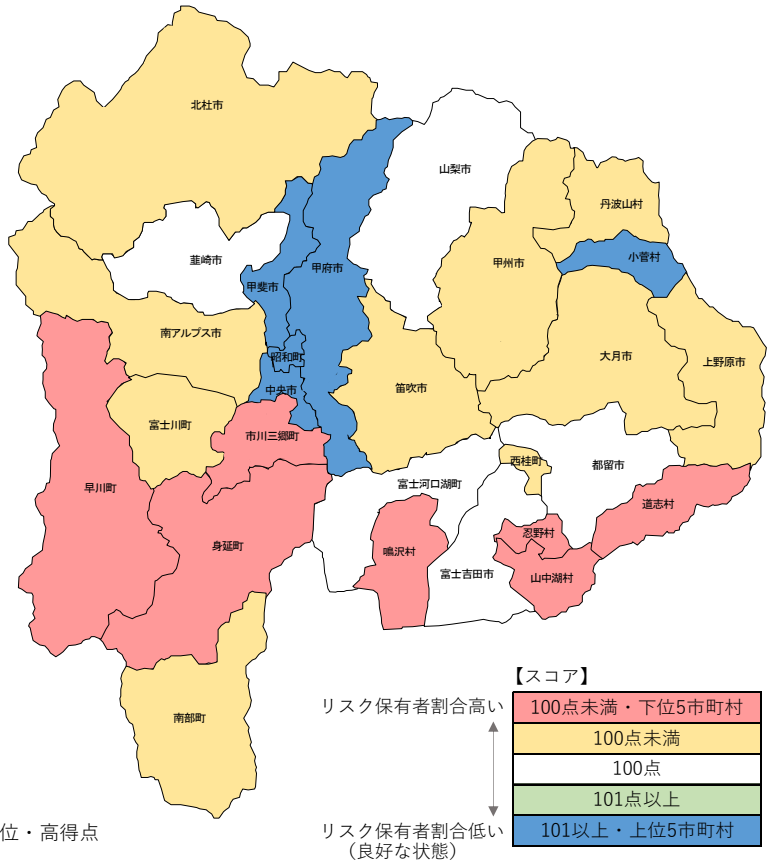 北杜市
山梨市
丹波山村
小菅村
韮崎市
甲府市
甲州市
甲斐市
南アルプス市
昭和町
大月市
上野原市
中央市
笛吹市
富士川町
市川三郷町
西桂町
都留市
早川町
富士河口湖町
道志村
忍野村
身延町
鳴沢村
富士吉田市
山中湖村
南部町
【スコア】
リスク保有者割合高い
100点未満・下位5市町村
100点未満
100点
101点以上
リスク保有者割合低い
(良好な状態)
101以上・上位5市町村
位・高得点